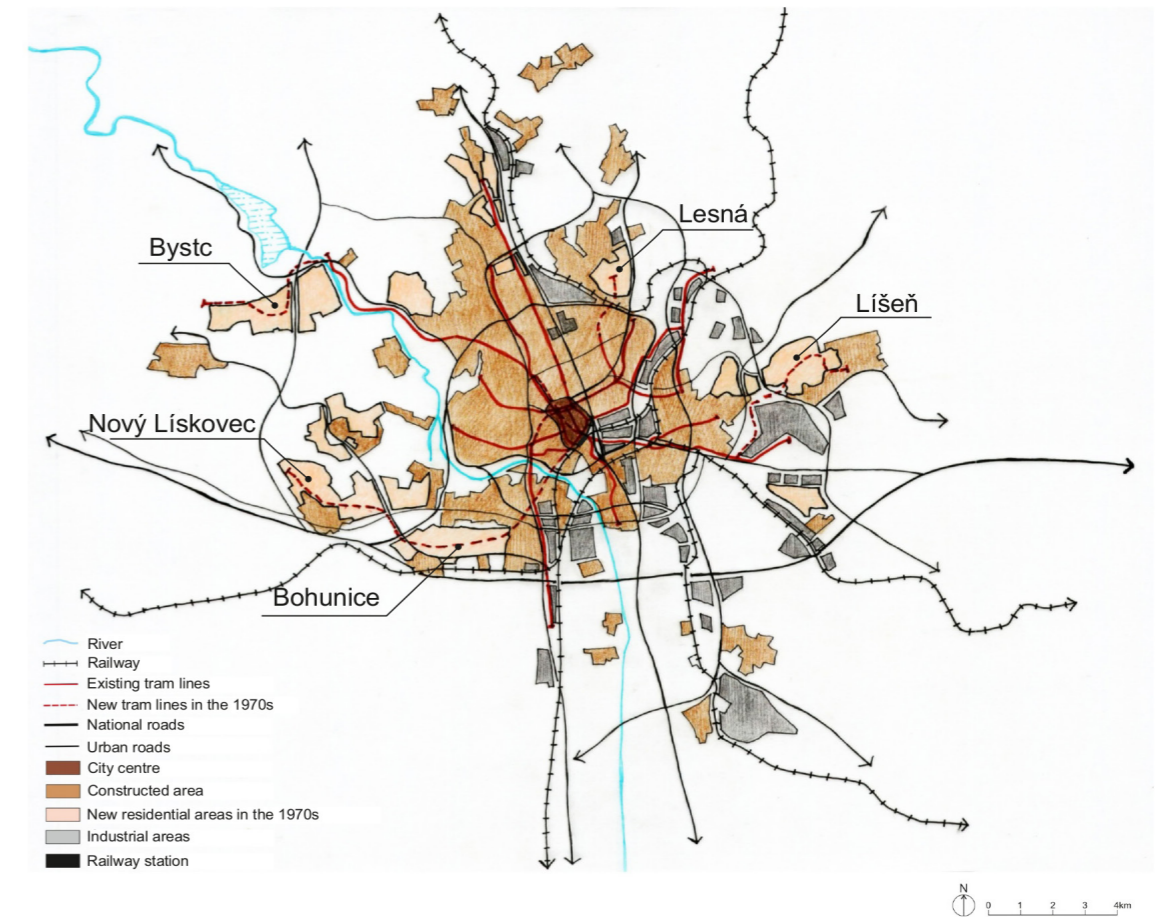 Lesná
Bystc
Líšeň
Nový Lískovec
Bohunice
River
Railway
Existing tram lines
New tram lines in the 1970s
National roads
Urban roads
City centre
Constructed area
New residential areas in the 1970s
Industrial areas
Railway station
N
0 1 2 3 4km